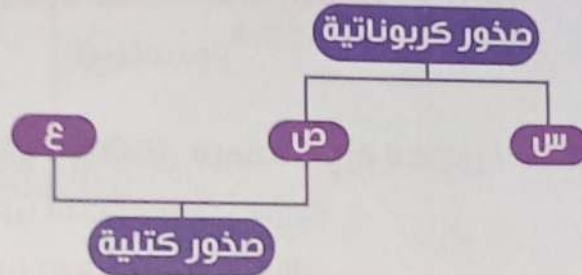 صخور كربوناتية
س
ص
ع
صخور كتلية